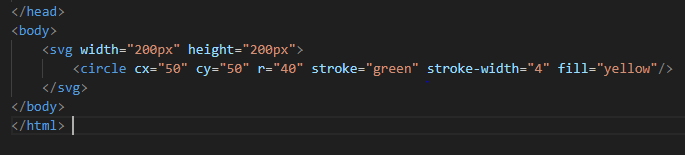 </head>
<body>
<svg width="200px" height="200px">
<circle cx="50" cy="50" r="40" stroke="green" stroke-width="4" fill="yellow"/>
</svg>
</body>
</html>